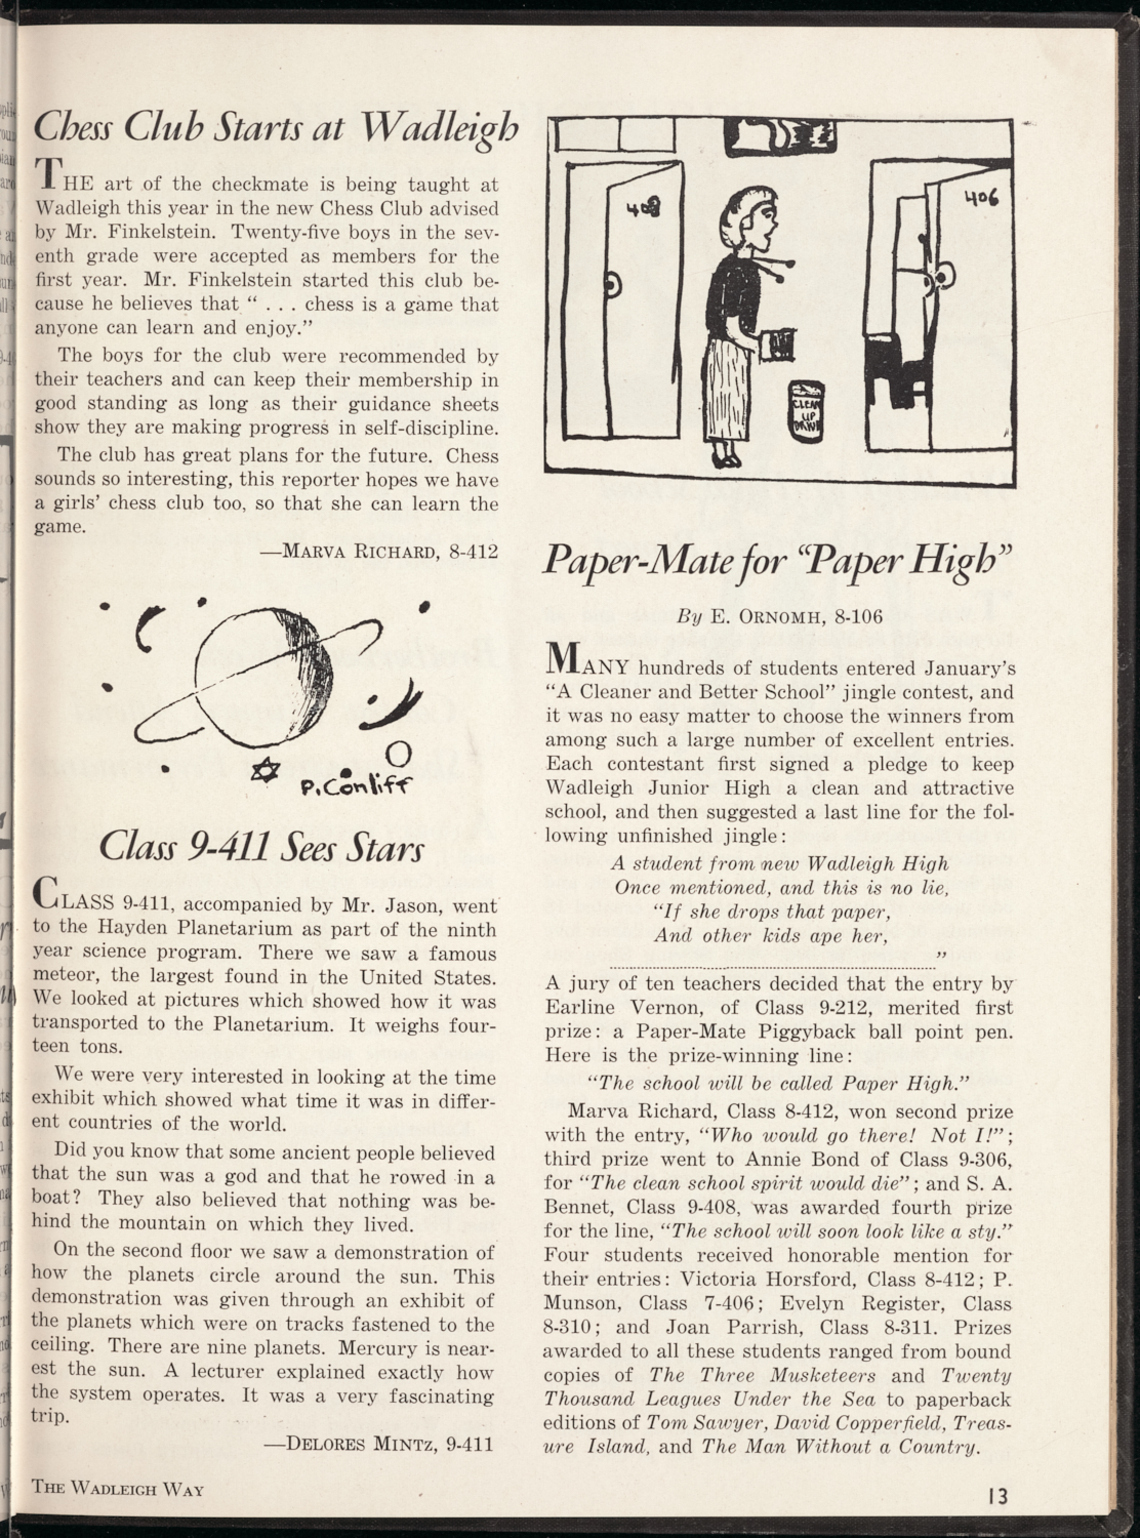 Chess Club Starts at Wadleigh
THE art of the checkmate is being taught at
Wadleigh this year in the new Chess Club advised
by Mr. Finkelstein. Twenty-five boys in the sev-
enth grade were accepted as members for the
first year. Mr. Finkelstein started this club be-
cause he believes that “ . . . chess is a game that
anyone can learn and enjoy.”
The boys for the club were recommended by
their teachers and can keep their membership in
good standing as long as their guidance sheets
show they are making progress in self-discipline.
The club has great plans for the future. Chess
sounds so interesting, this reporter hopes we have
a girls’ chess club too, so that she can learn the
game.
—MARVA RICHARD, 8-412
P. Conliff
Class 9-411 Sees Stars
CLASS 9-411, accompanied by Mr. Jason, went
to the Hayden Planetarium as part of the ninth
year science program. There we saw a famous
meteor, the largest found in the United States.
We looked at pictures which showed how it was
transported to the Planetarium. It weighs four-
teen tons.
We were very interested in looking at the time
exhibit which showed what time it was in differ-
ent countries of the world.
Did you know that some ancient people believed
that the sun was a god and that he rowed in a
boat? They also believed that nothing was be-
hind the mountain on which they lived.
On the second floor we saw a demonstration of
how the planets circle around the sun. This
demonstration was given through an exhibit of
the planets which were on tracks fastened to the
ceiling. There are nine planets. Mercury is near-
est the sun. A lecturer explained exactly how
the system operates. It was a very fascinating
trip.
—DELORES MINTZ, 9-411
408
406
CLEAN
UP
Paper-Mate for “Paper High”
By E. ORNOMH, 8-106
MANY hundreds of students entered January’s
“A Cleaner and Better School” jingle contest, and
it was no easy matter to choose the winners from
among such a large number of excellent entries.
Each contestant first signed a pledge to keep
Wadleigh Junior High a clean and attractive
school, and then suggested a last line for the fol-
lowing unfinished jingle:
A student from new Wadleigh High
Once mentioned, and this is no lie,
“If she drops that paper,
And other kids ape her,
........................................”
A jury of ten teachers decided that the entry by
Earline Vernon, of Class 9-212, merited first
prize: a Paper-Mate Piggyback ball point pen.
Here is the prize-winning line:
“The school will be called Paper High.”
Marva Richard, Class 8-412, won second prize
with the entry, “Who would go there! Not I!”;
third prize went to Annie Bond of Class 9-306,
for “The clean school spirit would die”; and S. A.
Bennet, Class 9-408, was awarded fourth prize
for the line, “The school will soon look like a sty.”
Four students received honorable mention for
their entries: Victoria Horsford, Class 8-412; P.
Munson, Class 7-406; Evelyn Register, Class
8-310; and Joan Parrish, Class 8-311. Prizes
awarded to all these students ranged from bound
copies of The Three Musketeers and Twenty
Thousand Leagues Under the Sea to paperback
editions of Tom Sawyer, David Copperfield, Treas-
ure Island, and The Man Without a Country.
THE WADLEIGH WAY
13